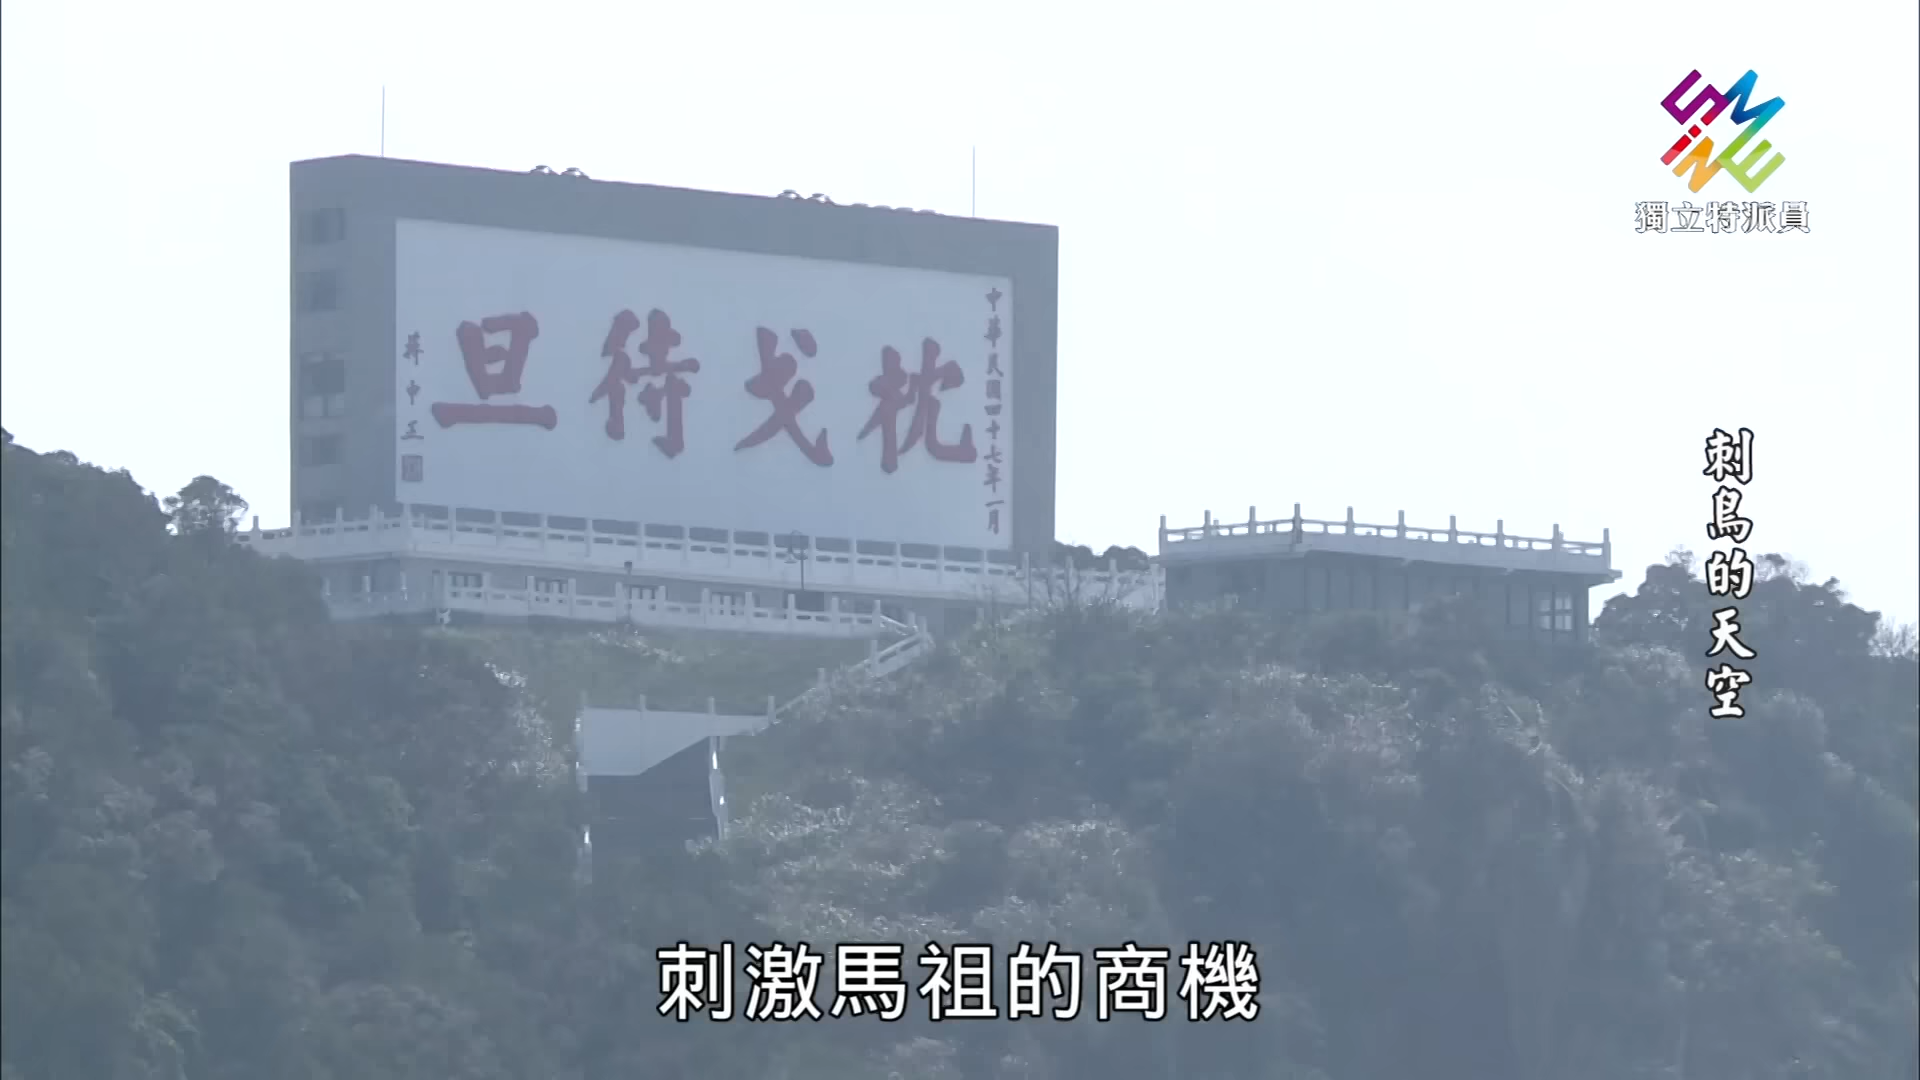 SINME
獨立特派員
中華民國四十七年一月
枕戈待旦
蔣中正
刺鳥的天空
刺激馬祖的商機